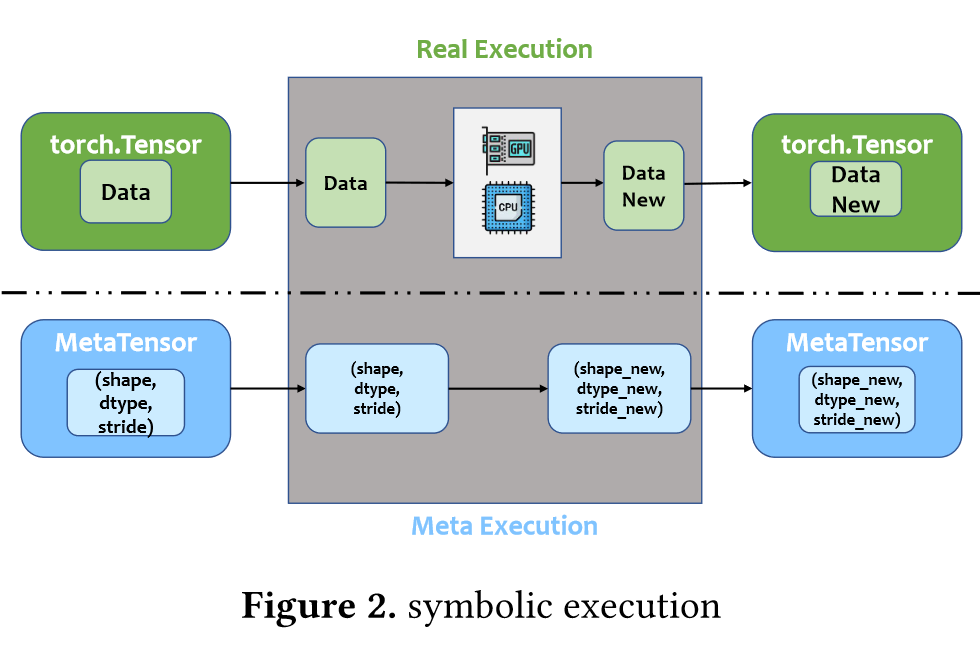 Real Execution
torch.Tensor
Data
Data
GPU
CPU
Data
New
torch.Tensor
Data
New
MetaTensor
(shape,
dtype,
stride)
(shape,
dtype,
stride)
(shape_new,
dtype_new,
stride_new)
MetaTensor
(shape_new,
dtype_new,
stride_new)
Meta Execution
Figure 2. symbolic execution